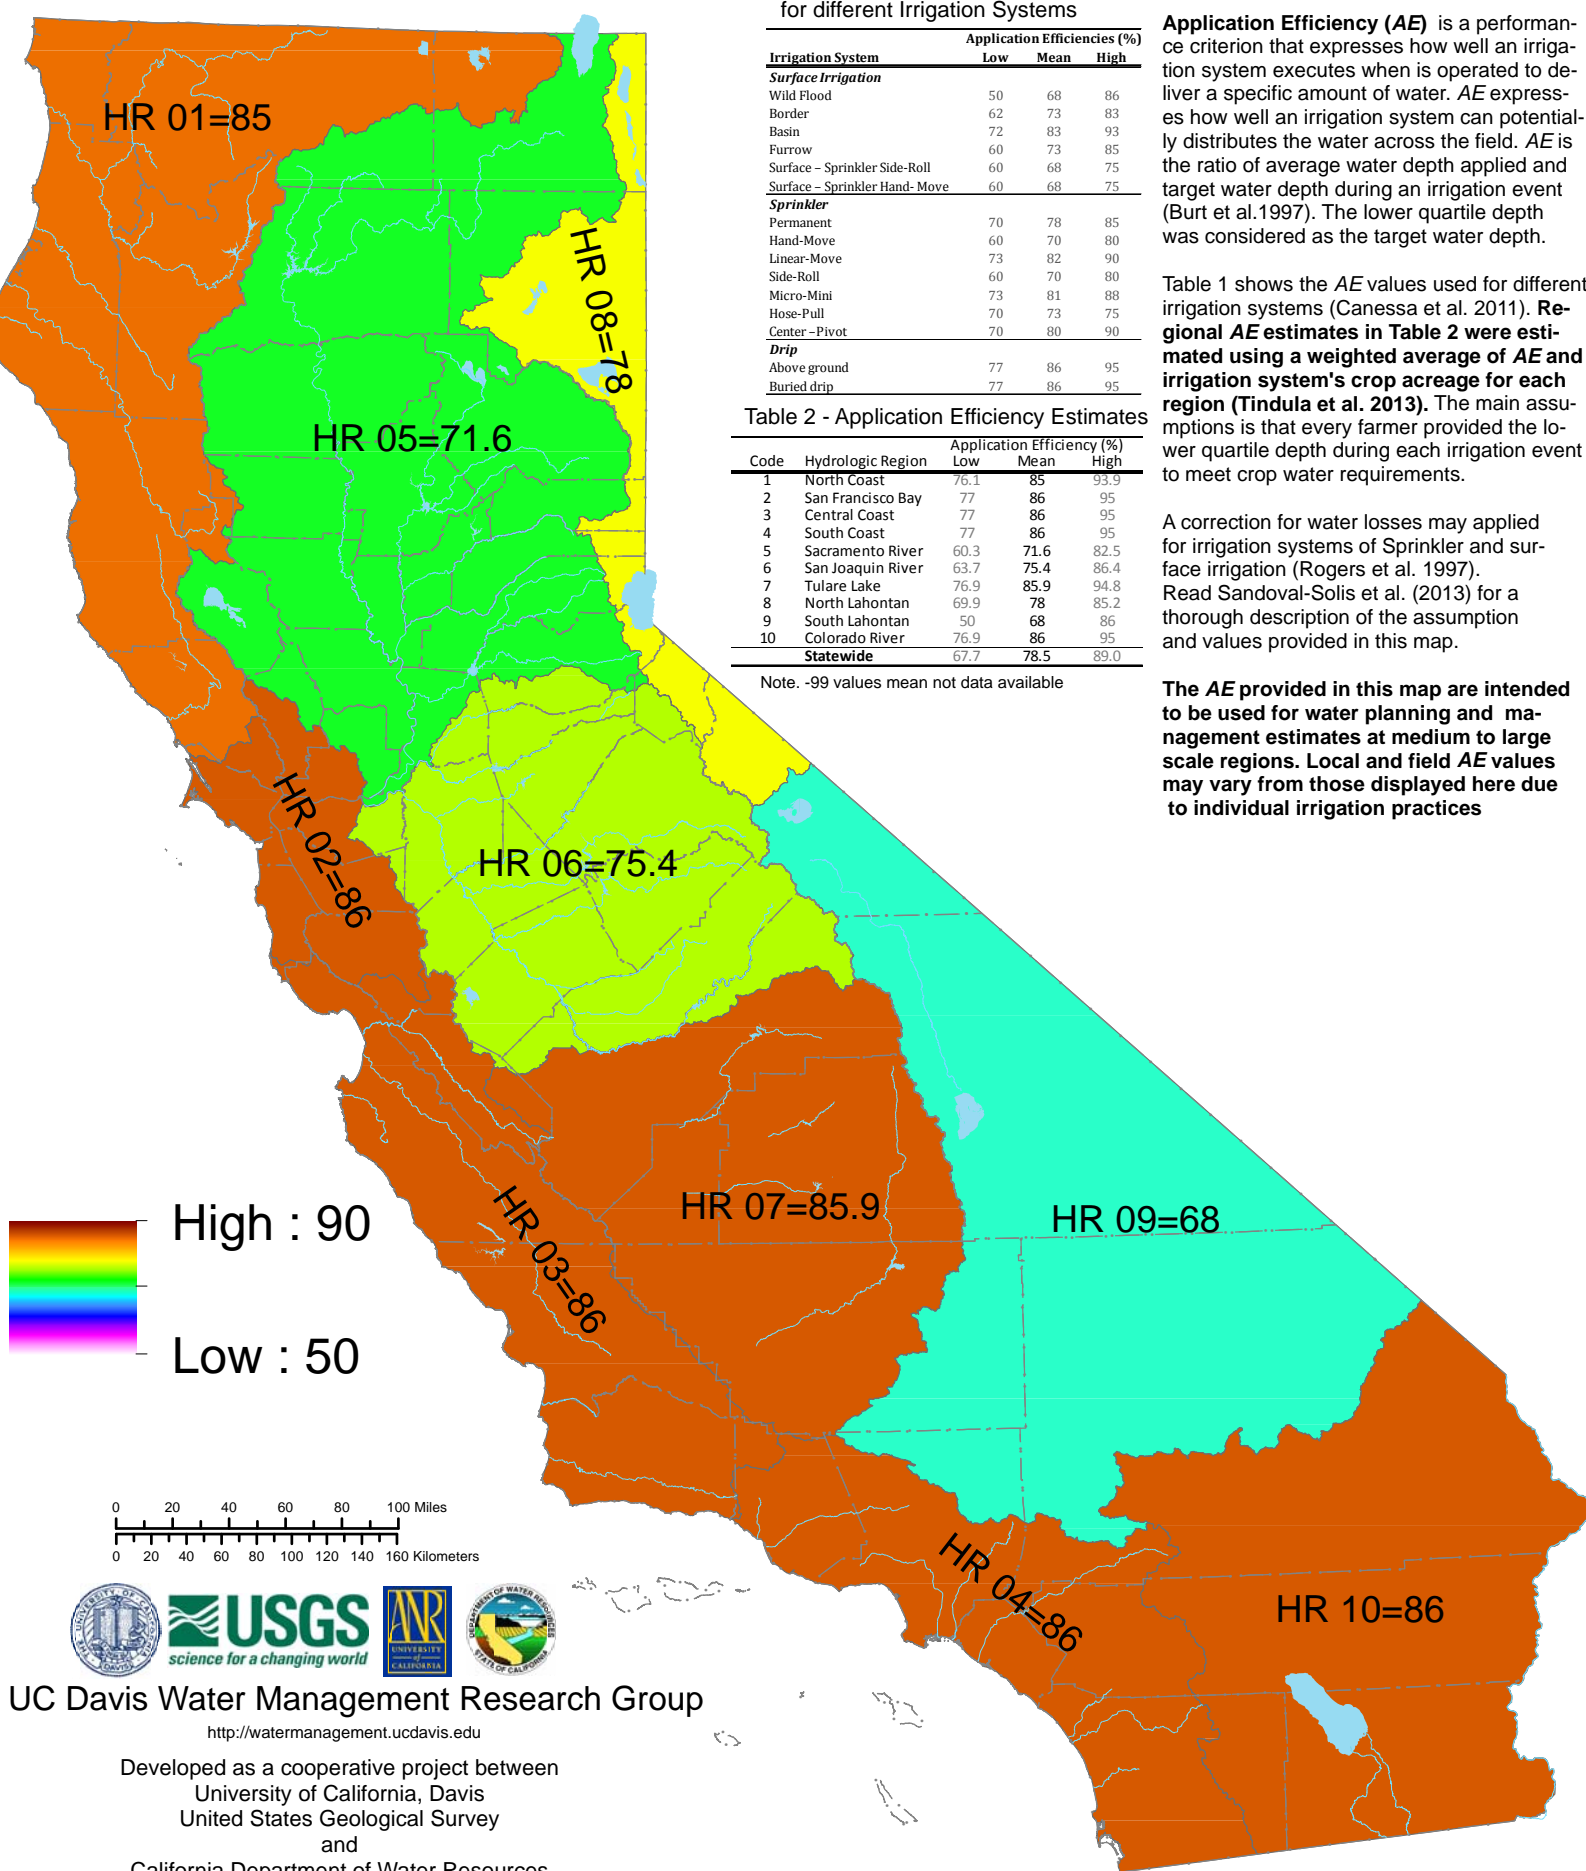 for different Irrigation Systems
Application Efficiencies (%)
Irrigation System Low Mean High
Surface Irrigation
Wild Flood 50 68 86
Border 62 73 83
Basin 72 83 93
Furrow 60 73 85
Surface – Sprinkler Side-Roll 60 68 75
Surface – Sprinkler Hand- Move 60 68 75
Sprinkler
Permanent 70 78 85
Hand-Move 60 70 80
Linear-Move 73 82 90
Side-Roll 60 70 80
Micro-Mini 73 81 88
Hose-Pull 70 73 75
Center –Pivot 70 80 90
Drip
Above ground 77 86 95
Buried drip 77 86 95
Table 2 - Application Efficiency Estimates
Application Efficiency (%)
Code Hydrologic Region Low Mean High
1 North Coast 76.1 85 93.9
2 San Francisco Bay 77 86 95
3 Central Coast 77 86 95
4 South Coast 77 86 95
5 Sacramento River 60.3 71.6 82.5
6 San Joaquin River 63.7 75.4 86.4
7 Tulare Lake 76.9 85.9 94.8
8 North Lahontan 69.9 78 85.2
9 South Lahontan 50 68 86
10 Colorado River 76.9 86 95
Statewide 67.7 78.5 89.0
Note. -99 values mean not data available
Application Efficiency (AE) is a performan-
ce criterion that expresses how well an irriga-
tion system executes when is operated to de-
liver a specific amount of water. AE express-
es how well an irrigation system can potential-
ly distributes the water across the field. AE is
the ratio of average water depth applied and
target water depth during an irrigation event
(Burt et al.1997). The lower quartile depth
was considered as the target water depth.
Table 1 shows the AE values used for different
irrigation systems (Canessa et al. 2011). Re-
gional AE estimates in Table 2 were esti-
mated using a weighted average of AE and
irrigation system's crop acreage for each
region (Tindula et al. 2013). The main assu-
mptions is that every farmer provided the lo-
wer quartile depth during each irrigation event
to meet crop water requirements.
A correction for water losses may applied
for irrigation systems of Sprinkler and sur-
face irrigation (Rogers et al. 1997).
Read Sandoval-Solis et al. (2013) for a
thorough description of the assumption
and values provided in this map.
The AE provided in this map are intended
to be used for water planning and ma-
nagement estimates at medium to large
scale regions. Local and field AE values
may vary from those displayed here due
to individual irrigation practices
HR 01=85
HR 08=78
HR 05=71.6
HR 02=86
HR 06=75.4
HR 07=85.9
HR 03=86
HR 09=68
HR 04=86
HR 10=86
High : 90
Low : 50
0 20 40 60 80 100 Miles
0 20 40 60 80 100 120 140 160 Kilometers
USGS
science for a changing world
ANR
UNIVERSITY
of
CALIFORNIA
DEPARTMENT OF WATER RESOURCES
STATE OF CALIFORNIA
UNIVERSITY OF CALIFORNIA
DAVIS
UC Davis Water Management Research Group
http://watermanagement.ucdavis.edu
Developed as a cooperative project between
University of California, Davis
United States Geological Survey
and
California Department of Water Resources